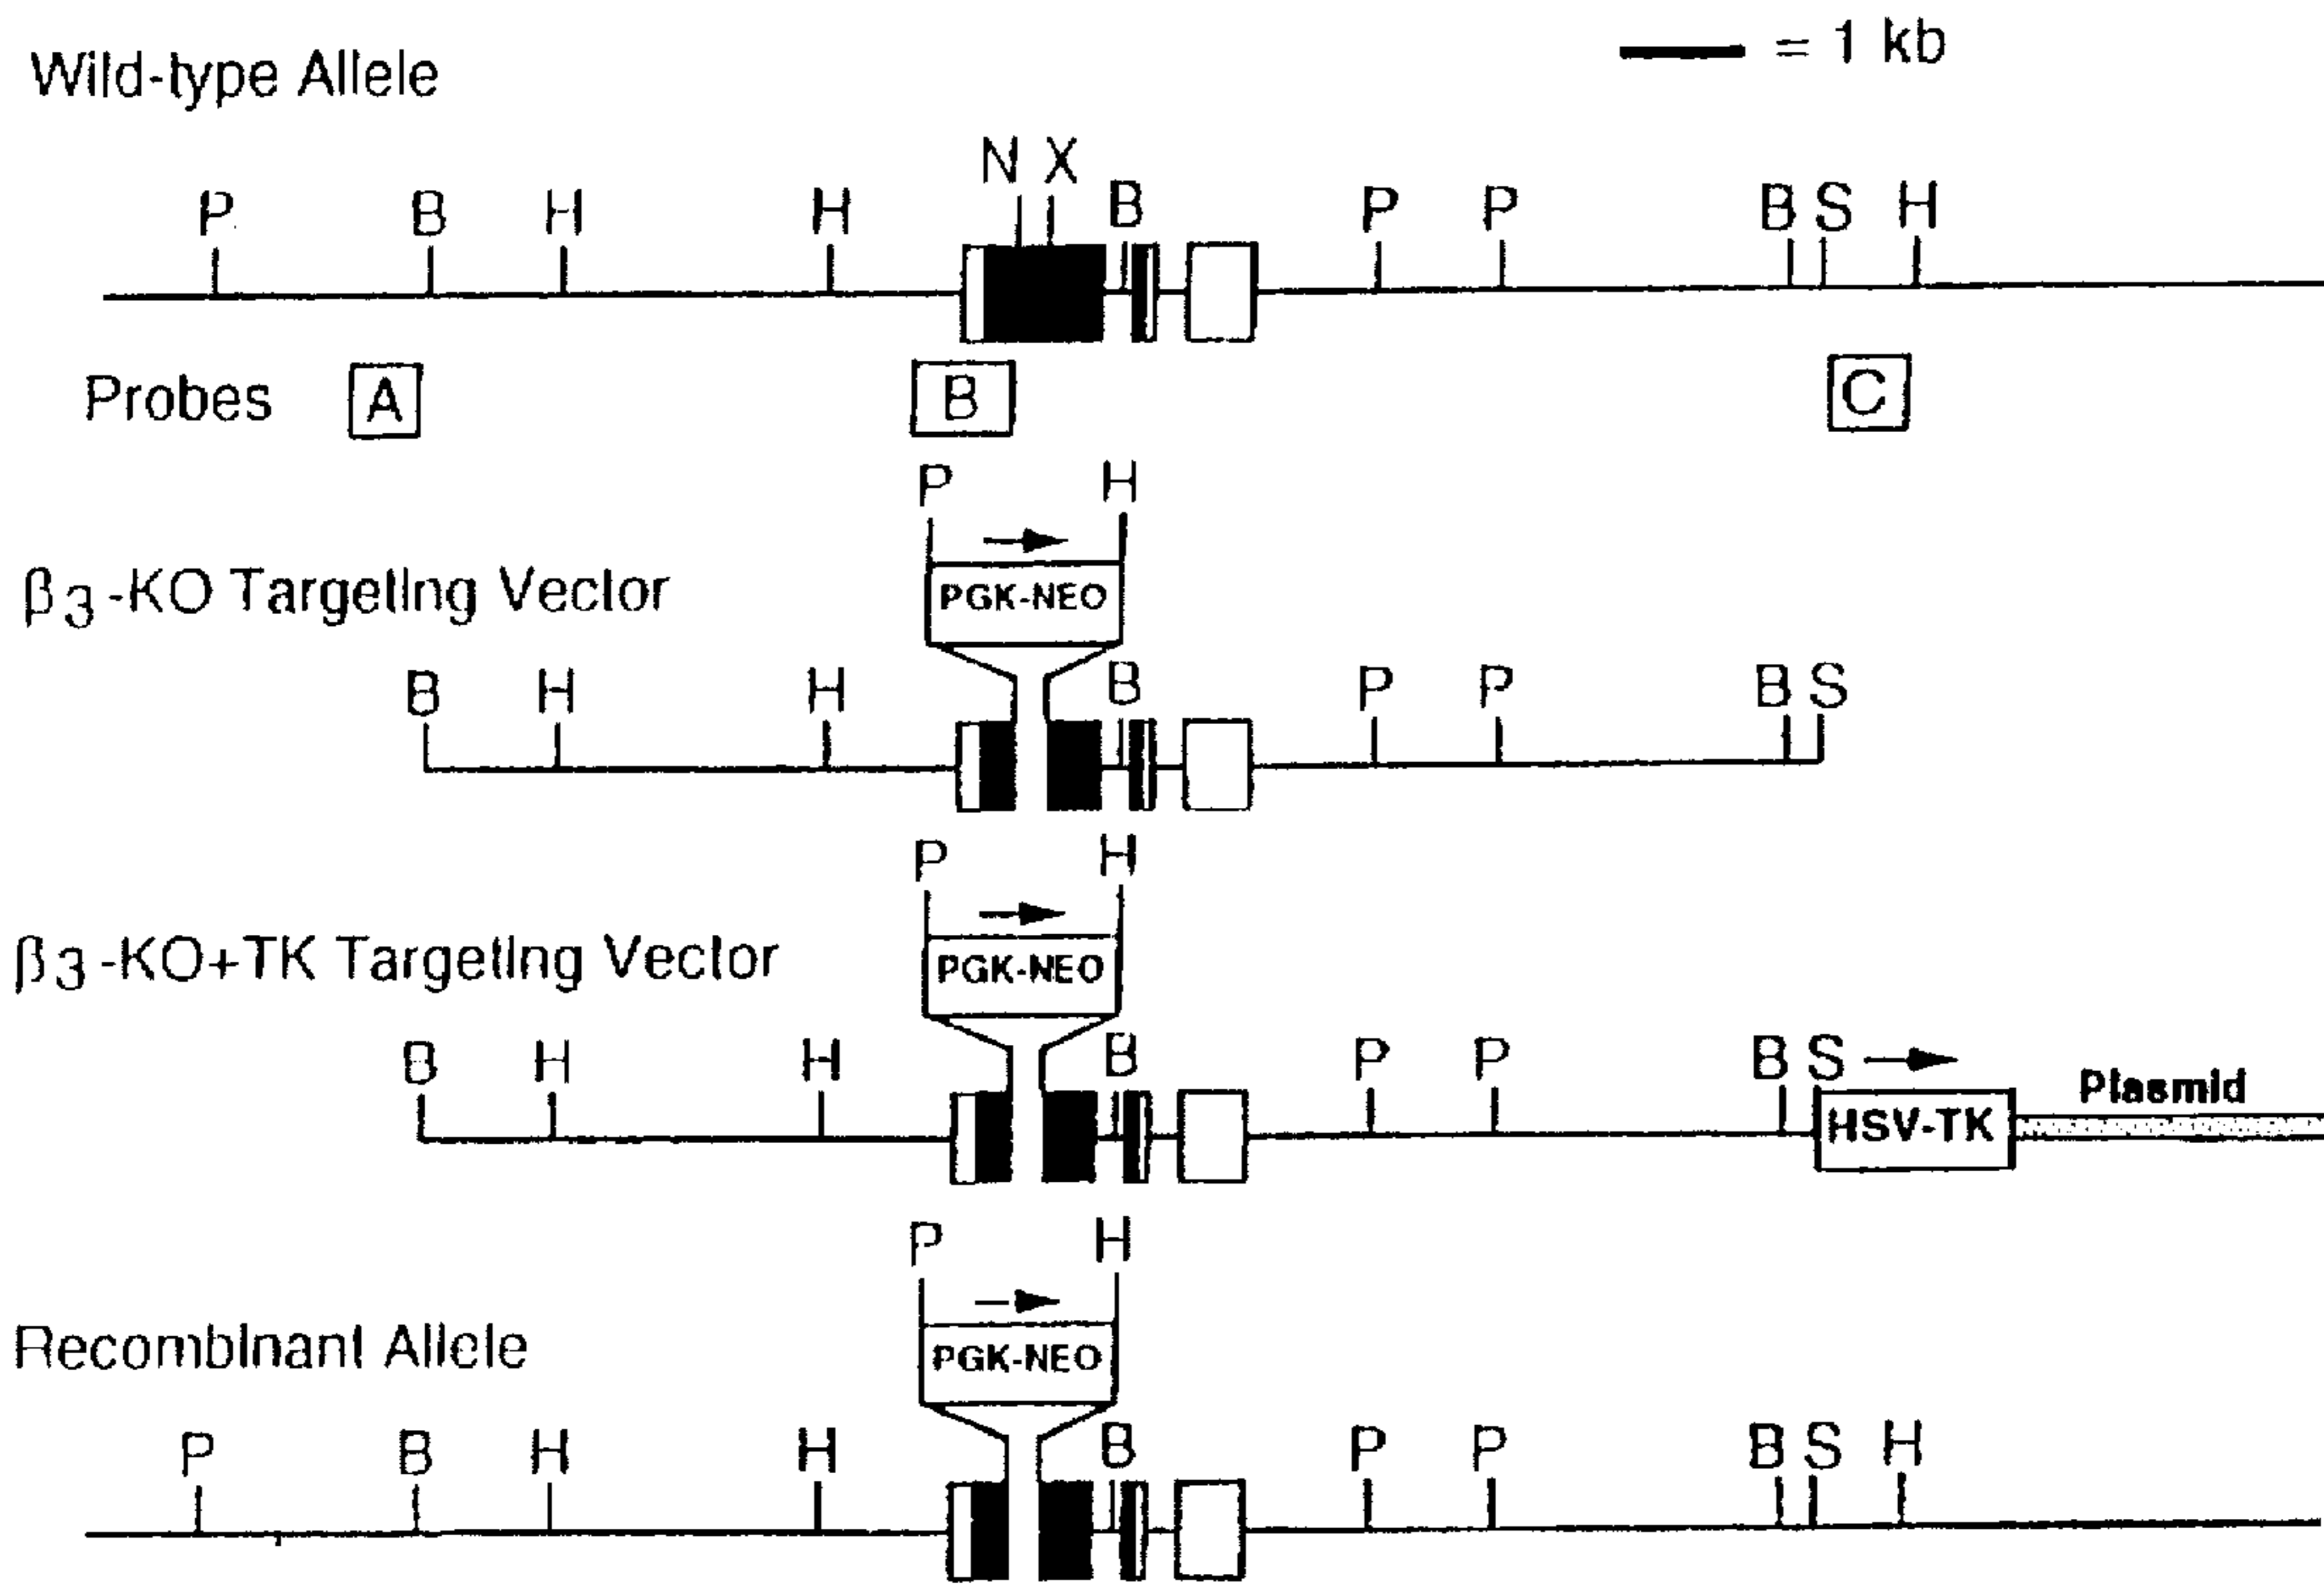 = 1 kb
Wild-type Allele
N X
P B H H B P P B S H
Probes A B C
P H
PGK-NEO
β3-KO Targeting Vector
B H H B P P B S
P H
PGK-NEO
β3-KO+TK Targeting Vector
B H H B P P B S
Plasmid
HSV-TK
P H
PGK-NEO
Recombinant Allele
P B H H B P P B S H